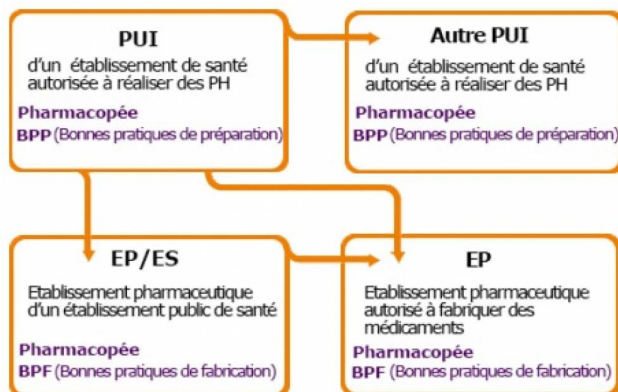 PUI
d'un établissement de santé
autorisée à réaliser des PH
Pharmacopée
BPP (Bonnes pratiques de préparation)
Autre PUI
d'un établissement de santé
autorisée à réaliser des PH
Pharmacopée
BPP (Bonnes pratiques de préparation)
EP/ES
Etablissement pharmaceutique
d'un établissement public de santé
Pharmacopée
BPF (Bonnes pratiques de fabrication)
EP
Etablissement pharmaceutique
autorisé à fabriquer des
médicaments
Pharmacopée
BPF (Bonnes pratiques de fabrication)